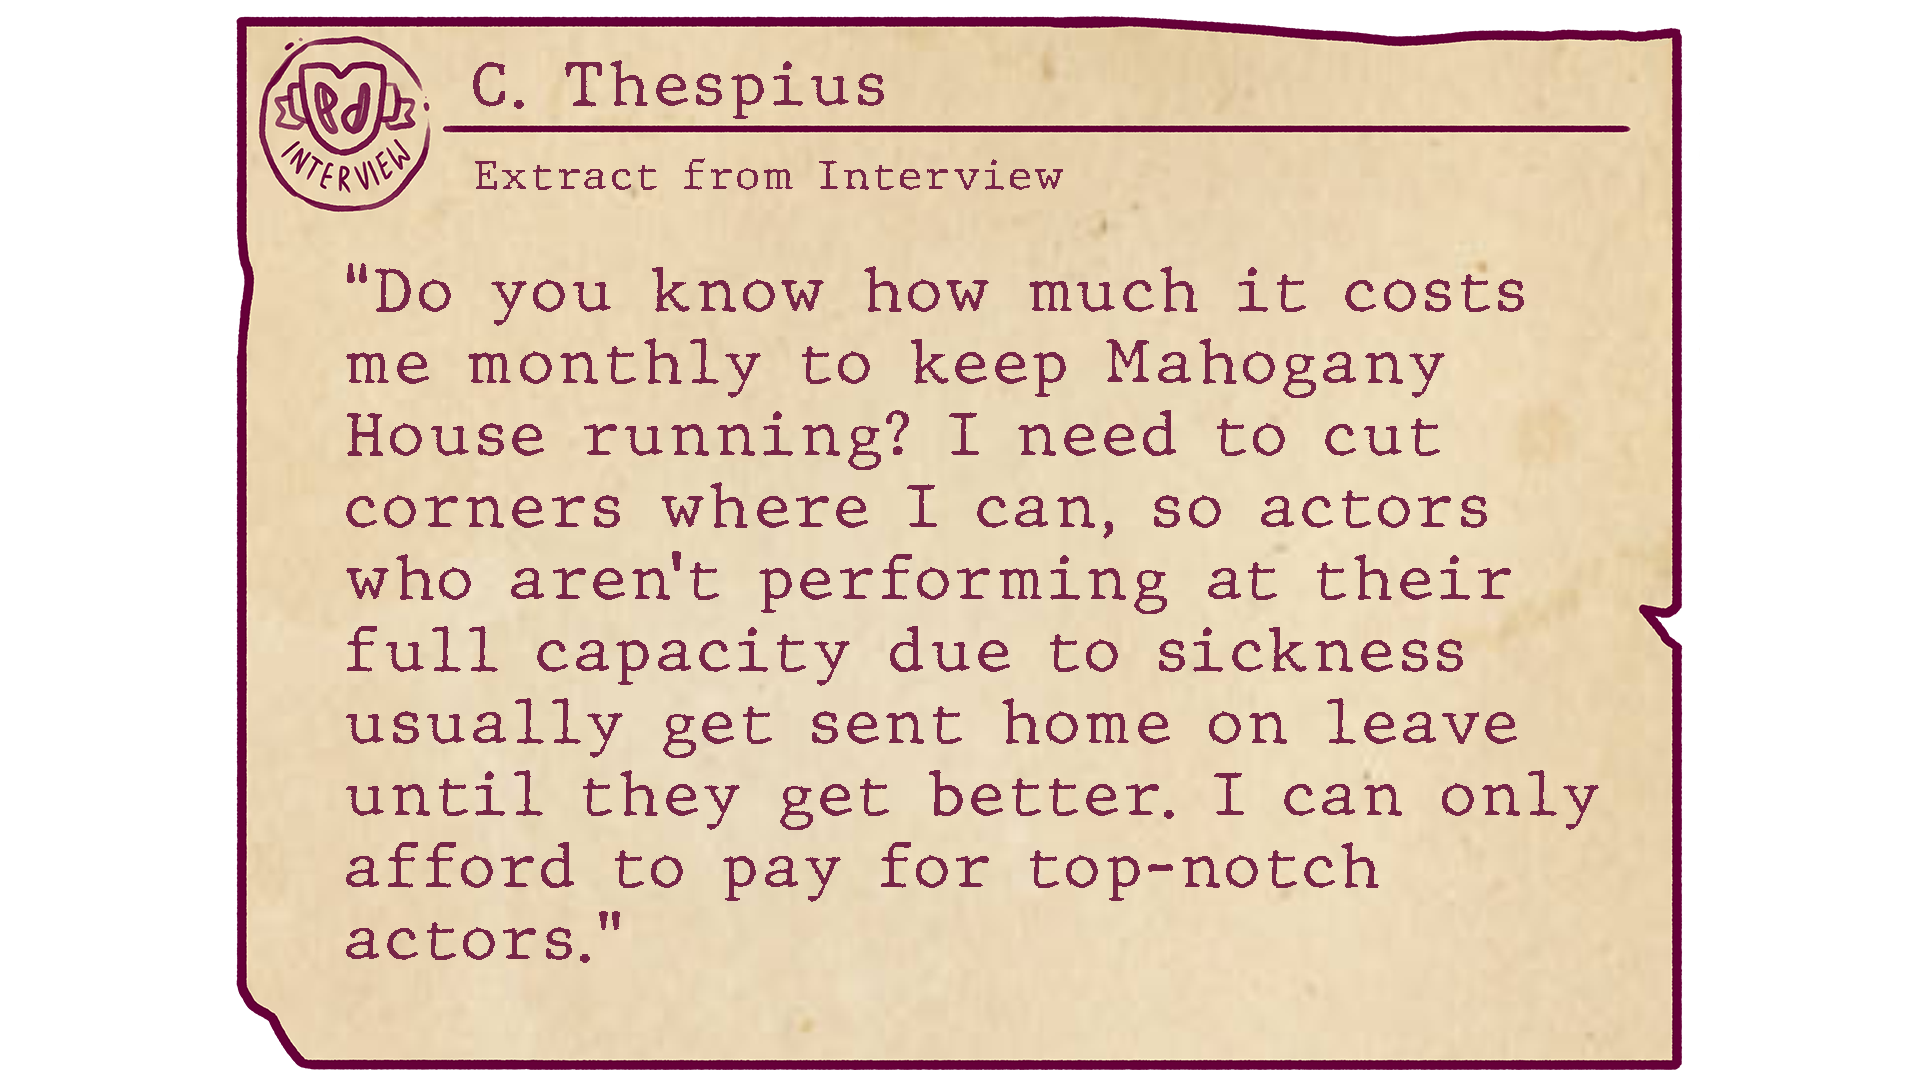 C. Thespius
Pd
INTERVIEW
Extract from Interview
"Do you know how much it costs
me monthly to keep Mahogany
House running? I need to cut
corners where I can, so actors
who aren't performing at their
full capacity due to sickness
usually get sent home on leave
until they get better. I can only
afford to pay for top-notch
actors."